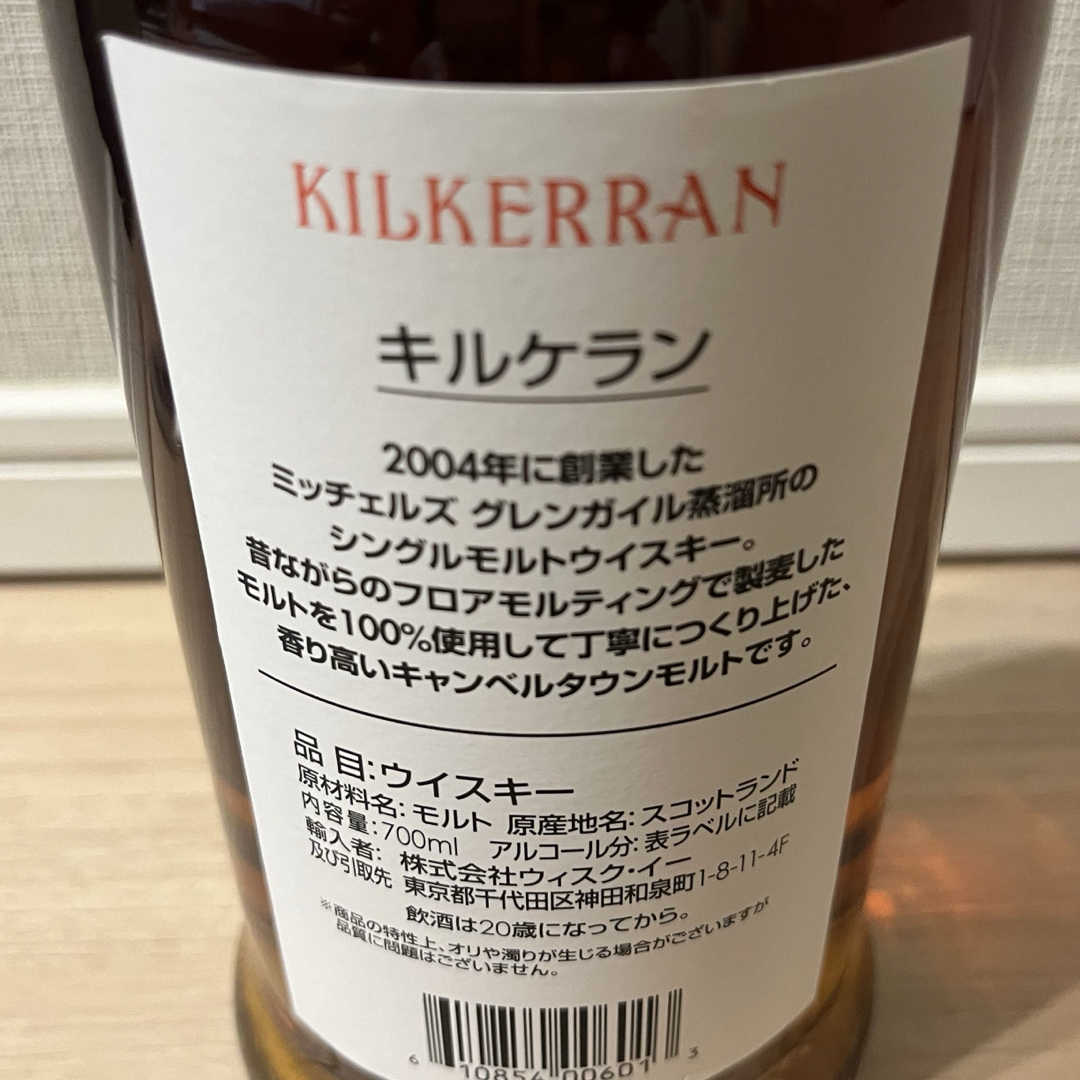 KILKERRAN
キルケラン
2004年に創業した
ミッチェルズ グレンガイル蒸溜所の
シングルモルトウイスキー。
昔ながらのフロアモルティングで製麦した
モルトを100%使用して丁寧につくり上げた、
香り高いキャンベルタウンモルトです。
品 目:ウイスキー
原材料名:モルト 原産地名:スコットランド
内容量:700ml アルコール分:表ラベルに記載
輸入者: 株式会社ウィスク・イー
及び引取先 東京都千代田区神田和泉町1-8-11-4F
飲酒は20歳になってから。
※商品の特性上、オリや濁りが生じる場合がございますが
品質に問題はございません。
6 10854 00601 3